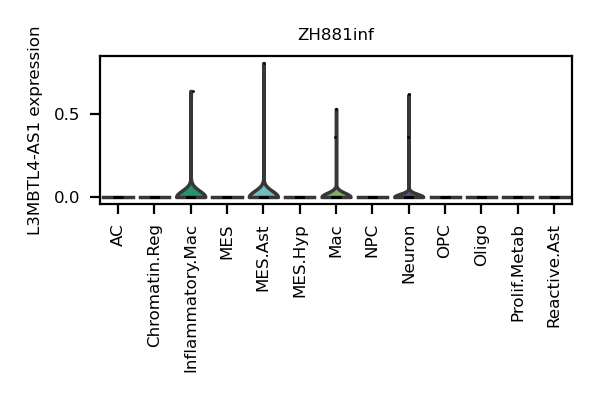 ZH881inf
L3MBTL4-AS1 expression
0.5
0.0
AC
Chromatin.Reg
Inflammatory.Mac
MES
MES.Ast
MES.Hyp
Mac
NPC
Neuron
OPC
Oligo
Prolif.Metab
Reactive.Ast